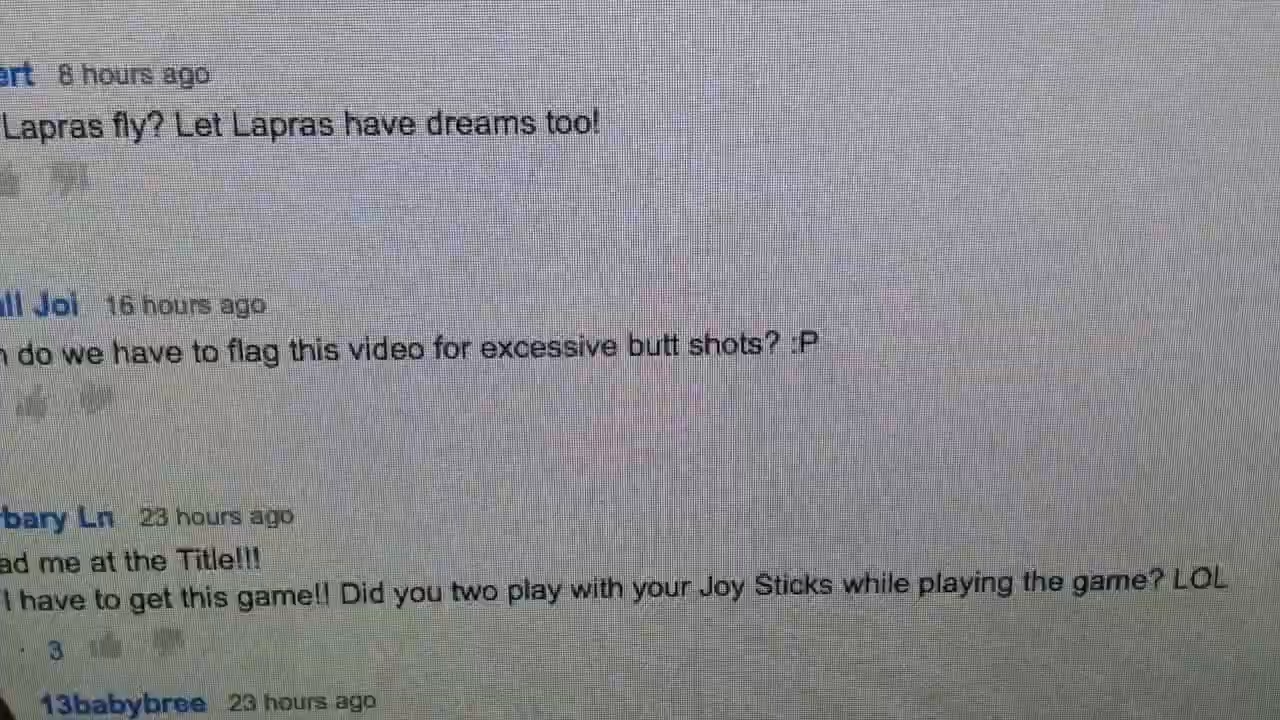 ert 8 hours ago
Lapras fly? Let Lapras have dreams too!
ll Joi 16 hours ago
do we have to flag this video for excessive butt shots? :P
bary Ln 23 hours ago
ad me at the Title!!!
I have to get this game!! Did you two play with your Joy Sticks while playing the game? LOL
3
13babybree 23 hours ago